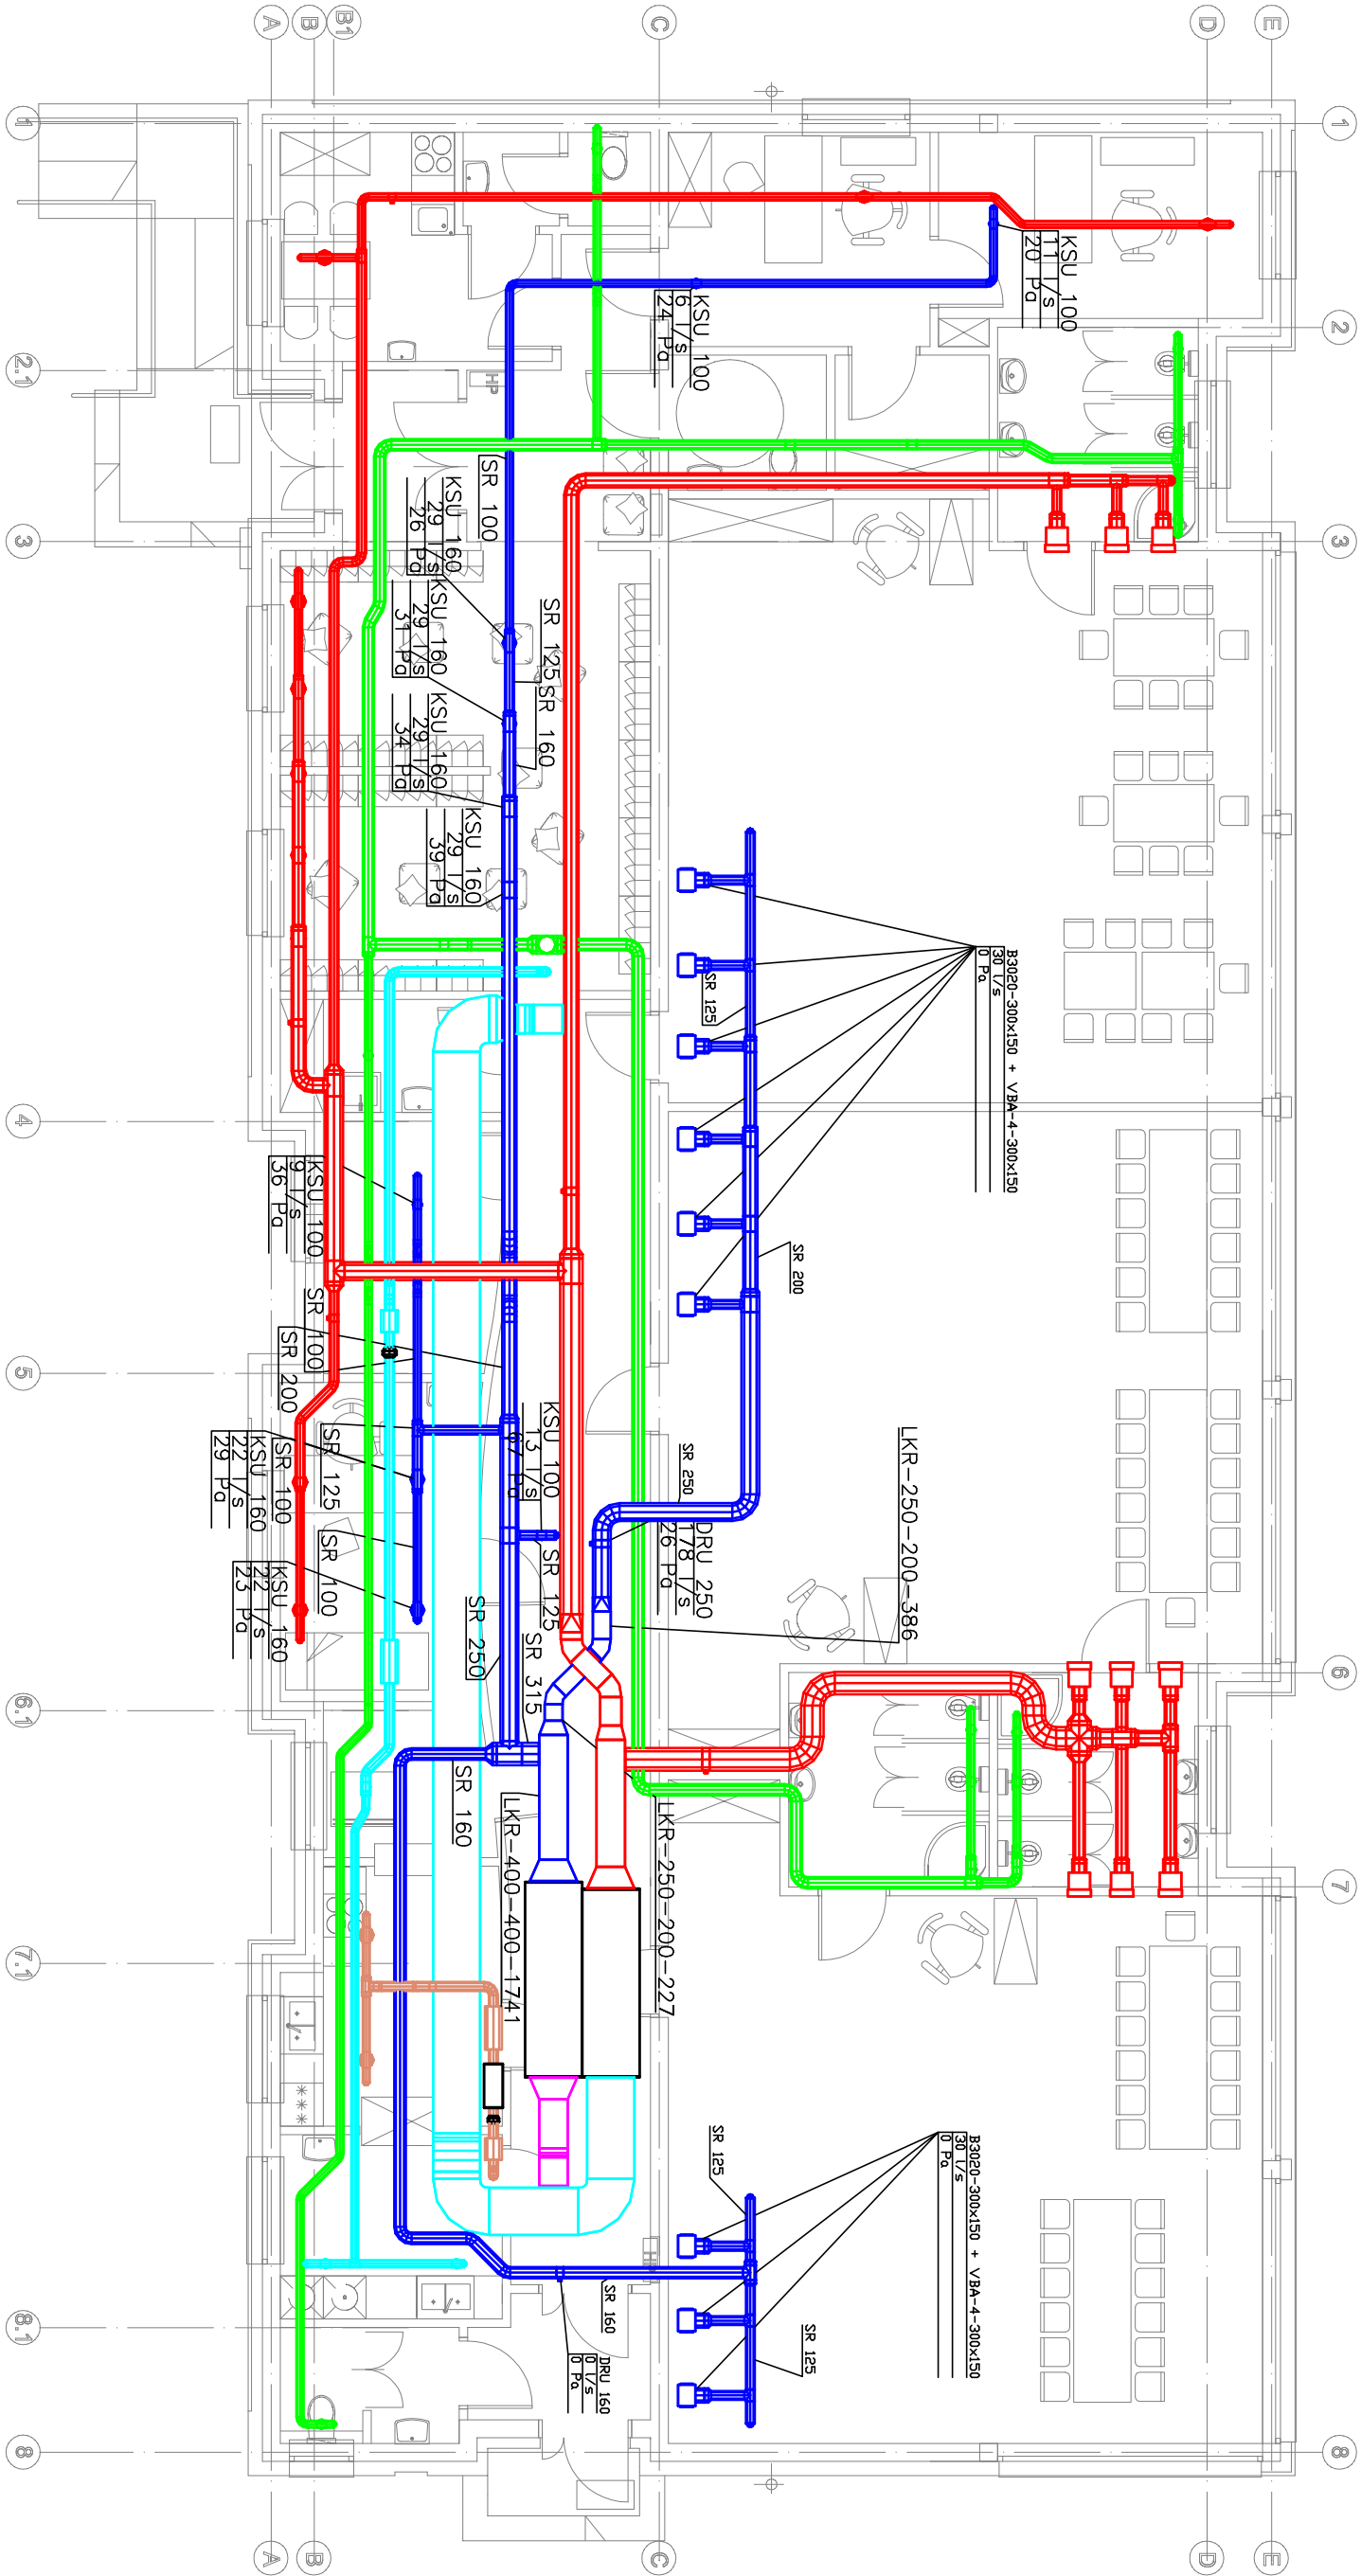 A
B
B1
C
D
E
1
1
KSU 100
11 l/s
20 Pa
2
KSU 100
6 l/s
24 Pa
2.1
HP
SR 100
KSU 160
29 l/s
26 Pa
3
3
KSU 160
29 l/s
31 Pa
SR 125
SR 160
KSU 160
29 l/s
34 Pa
KSU 160
29 l/s
39 Pa
B3020-300x150 + VBA-4-300x150
30 l/s
0 Pa
SR 125
4
KSU 100
9 l/s
36 Pa
SR 200
SR 100
SR 200
5
KSU 100
13 l/s
67 Pa
SR 125
SR 100
KSU 160
22 l/s
29 Pa
SR 250
LKR-250-200-386
DRU 250
178 l/s
26 Pa
SR 100
SR 125
KSU 160
22 l/s
23 Pa
SR 250
SR 315
6
6.1
SR 160
LKR-400-400-1741
LKR-250-200-227
7
7.1
SR 125
B3020-300x150 + VBA-4-300x150
30 l/s
0 Pa
SR 160
SR 125
DRU 160
0 l/s
0 Pa
8.1
8
8
A
B
C
D
E